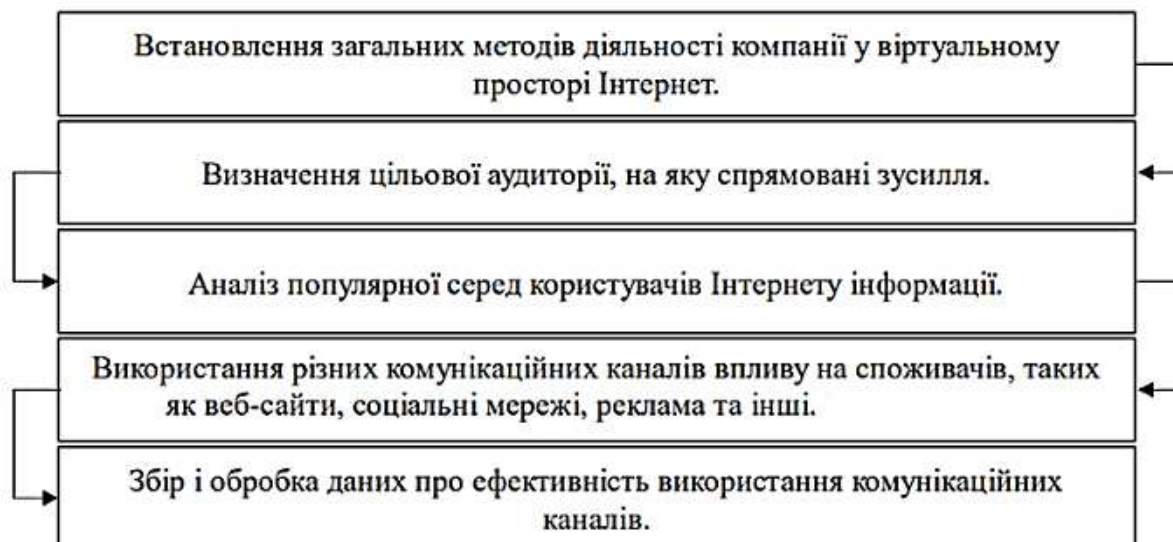 Встановлення загальних методів діяльності компанії у віртуальному
просторі Інтернет.
Визначення цільової аудиторії, на яку спрямовані зусилля.
Аналіз популярної серед користувачів Інтернету інформації.
Використання різних комунікаційних каналів впливу на споживачів, таких
як веб-сайти, соціальні мережі, реклама та інші.
Збір і обробка даних про ефективність використання комунікаційних
каналів.